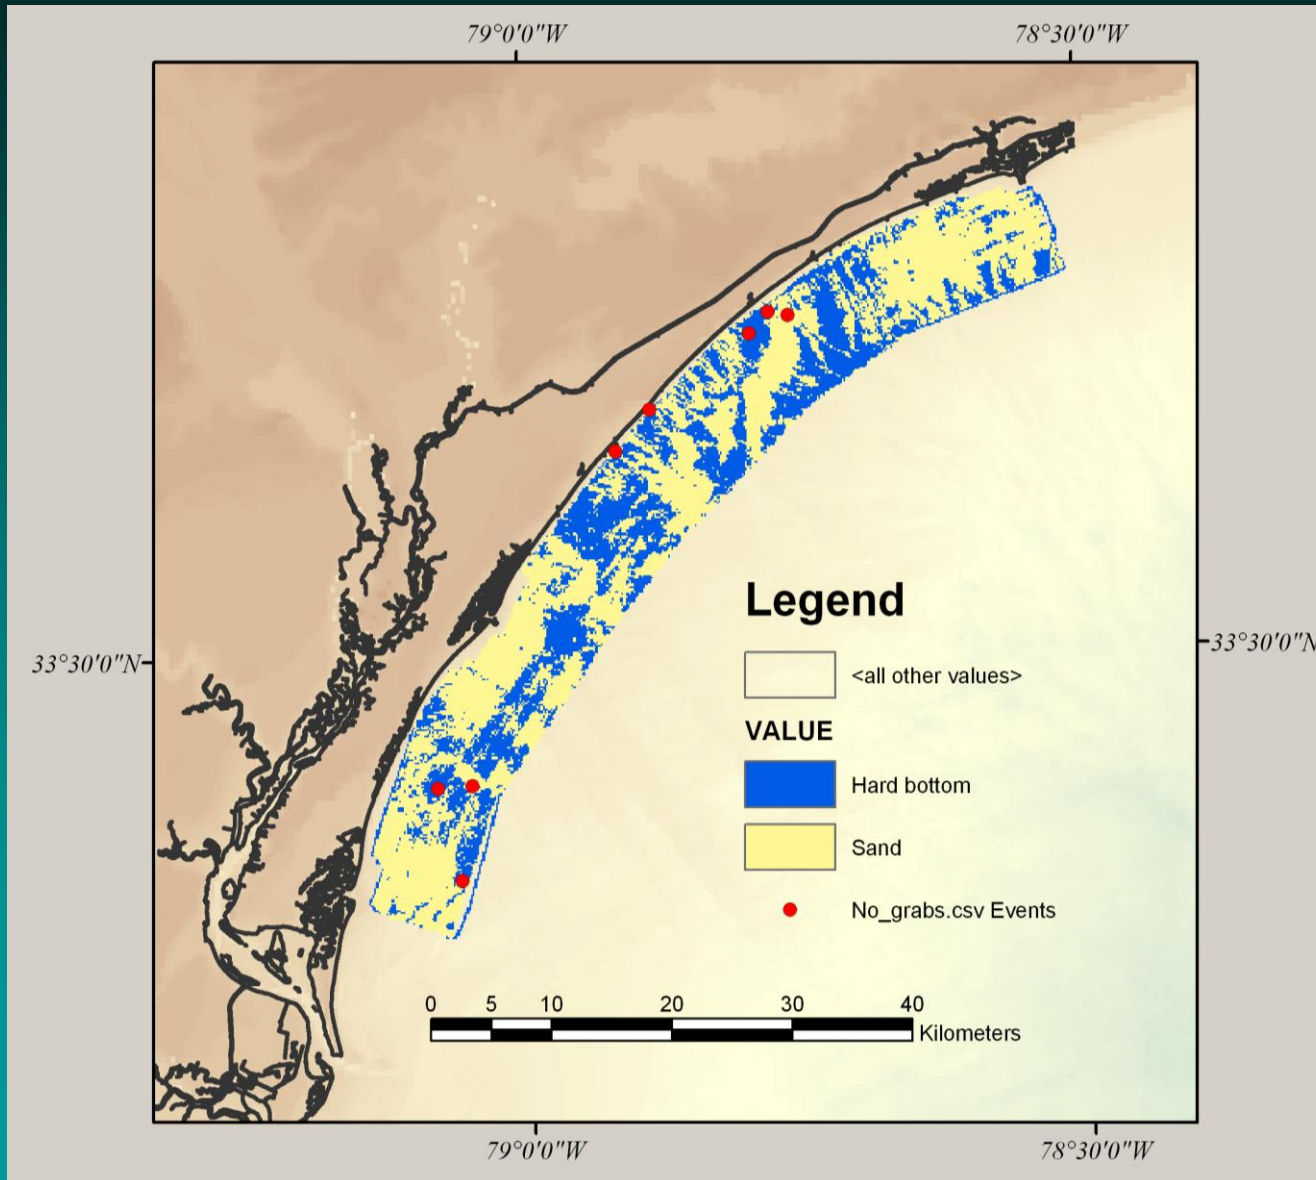 79°0'0"W
78°30'0"W
33°30'0"N
33°30'0"N
Legend
<all other values>
VALUE
Hard bottom
Sand
No_grabs.csv Events
0 5 10 20 30 40
Kilometers
79°0'0"W
78°30'0"W